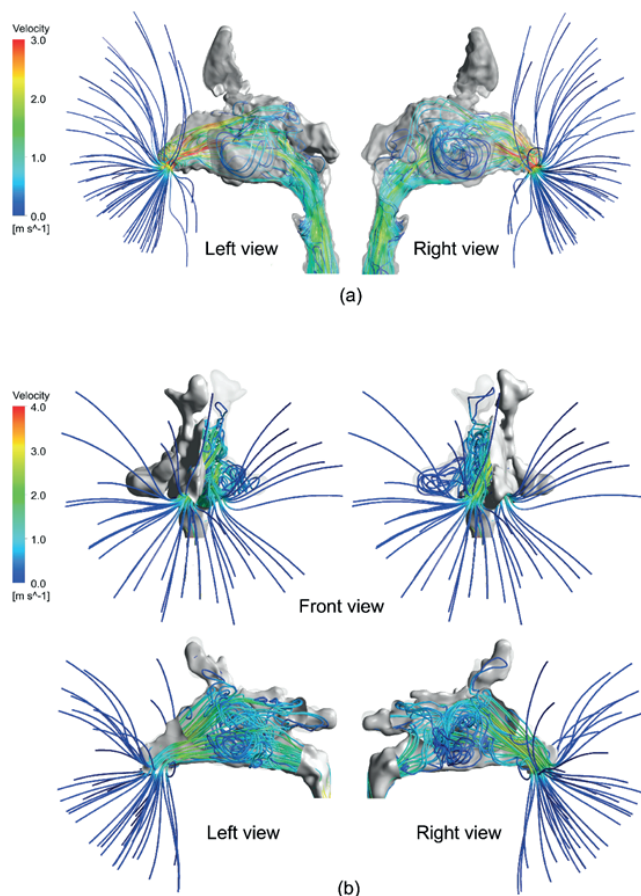 Velocity
3.0
2.0
1.0
0.0
[m s^-1]
Left view
Right view
(a)
Velocity
4.0
3.0
2.0
1.0
0.0
[m s^-1]
Front view
Left view
Right view
(b)